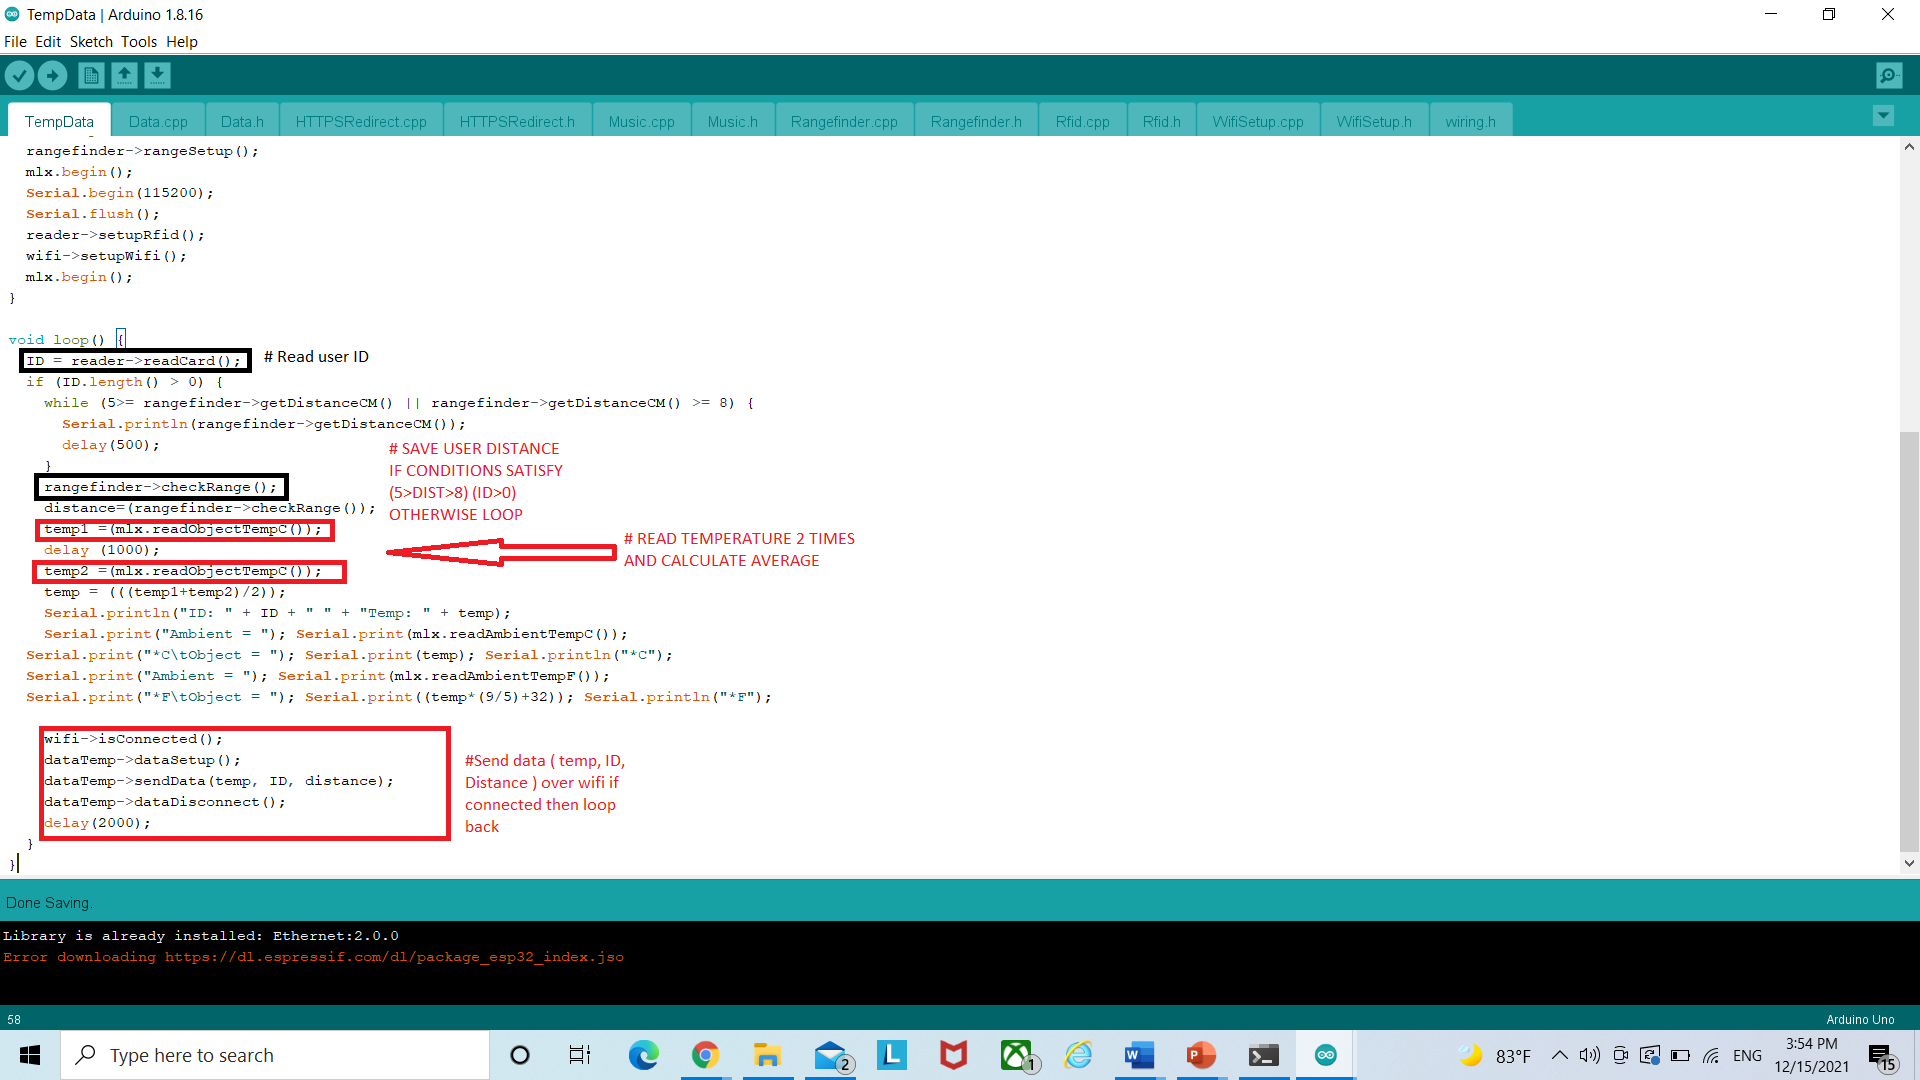 TempData | Arduino 1.8.16
File Edit Sketch Tools Help
TempData Data.cpp Data.h HTTPSRedirect.cpp HTTPSRedirect.h Music.cpp Music.h Rangefinder.cpp Rangefinder.h Rfid.cpp Rfid.h WifiSetup.cpp WifiSetup.h wiring.h
rangefinder->rangeSetup();
mlx.begin();
Serial.begin(115200);
Serial.flush();
reader->setupRfid();
wifi->setupWifi();
mlx.begin();
}
void loop() {
ID = reader->readCard(); # Read user ID
if (ID.length() > 0) {
while (5>= rangefinder->getDistanceCM() || rangefinder->getDistanceCM() >= 8) {
Serial.println(rangefinder->getDistanceCM());
delay(500);
}
# SAVE USER DISTANCE
IF CONDITIONS SATISFY
(5>DIST>8) (ID>0)
OTHERWISE LOOP
rangefinder->checkRange();
distance=(rangefinder->checkRange());
temp1 =(mlx.readObjectTempC());
delay (1000);
temp2 =(mlx.readObjectTempC());
# READ TEMPERATURE 2 TIMES
AND CALCULATE AVERAGE
temp = (((temp1+temp2)/2));
Serial.println("ID: " + ID + " " + "Temp: " + temp);
Serial.print("Ambient = "); Serial.print(mlx.readAmbientTempC());
Serial.print("*C\tObject = "); Serial.print(temp); Serial.println("*C");
Serial.print("Ambient = "); Serial.print(mlx.readAmbientTempF());
Serial.print("*F\tObject = "); Serial.print((temp*(9/5)+32)); Serial.println("*F");
wifi->isConnected();
dataTemp->dataSetup();
dataTemp->sendData(temp, ID, distance);
dataTemp->dataDisconnect();
delay(2000);
#Send data ( temp, ID,
Distance ) over wifi if
connected then loop
back
}
}
Done Saving.
Library is already installed: Ethernet:2.0.0
Error downloading https://dl.espressif.com/dl/package_esp32_index.jso
58
Arduino Uno
Type here to search
2
L
1
W
P
83°F
ENG
3:54 PM
12/15/2021
15